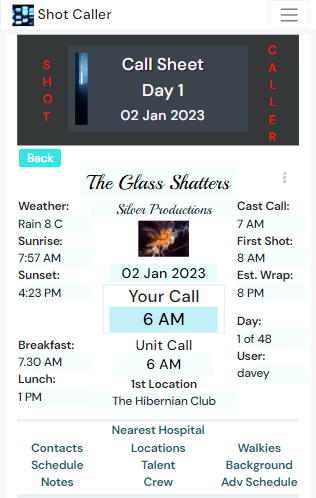 Shot Caller
SHOT
Call Sheet
Day 1
02 Jan 2023
CALLER
Back
The Glass Shatters
Weather:
Rain 8 C
Sunrise:
7:57 AM
Sunset:
4:23 PM
Breakfast:
7.30 AM
Lunch:
1 PM
Silver Productions
02 Jan 2023
Your Call
6 AM
Unit Call
6 AM
1st Location
The Hibernian Club
Cast Call:
7 AM
First Shot:
8 AM
Est. Wrap:
8 PM
Day:
1 of 48
User:
davey
Nearest Hospital
Contacts Locations Walkies
Schedule Talent Background
Notes Crew Adv Schedule